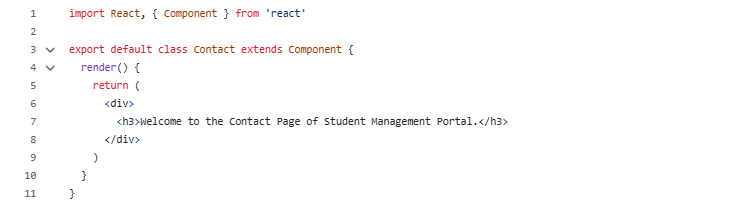 1 import React, { Component } from 'react'
2
3 export default class Contact extends Component {
4 render() {
5 return (
6 <div>
7 <h3>Welcome to the Contact Page of Student Management Portal.</h3>
8 </div>
9 )
10 }
11 }